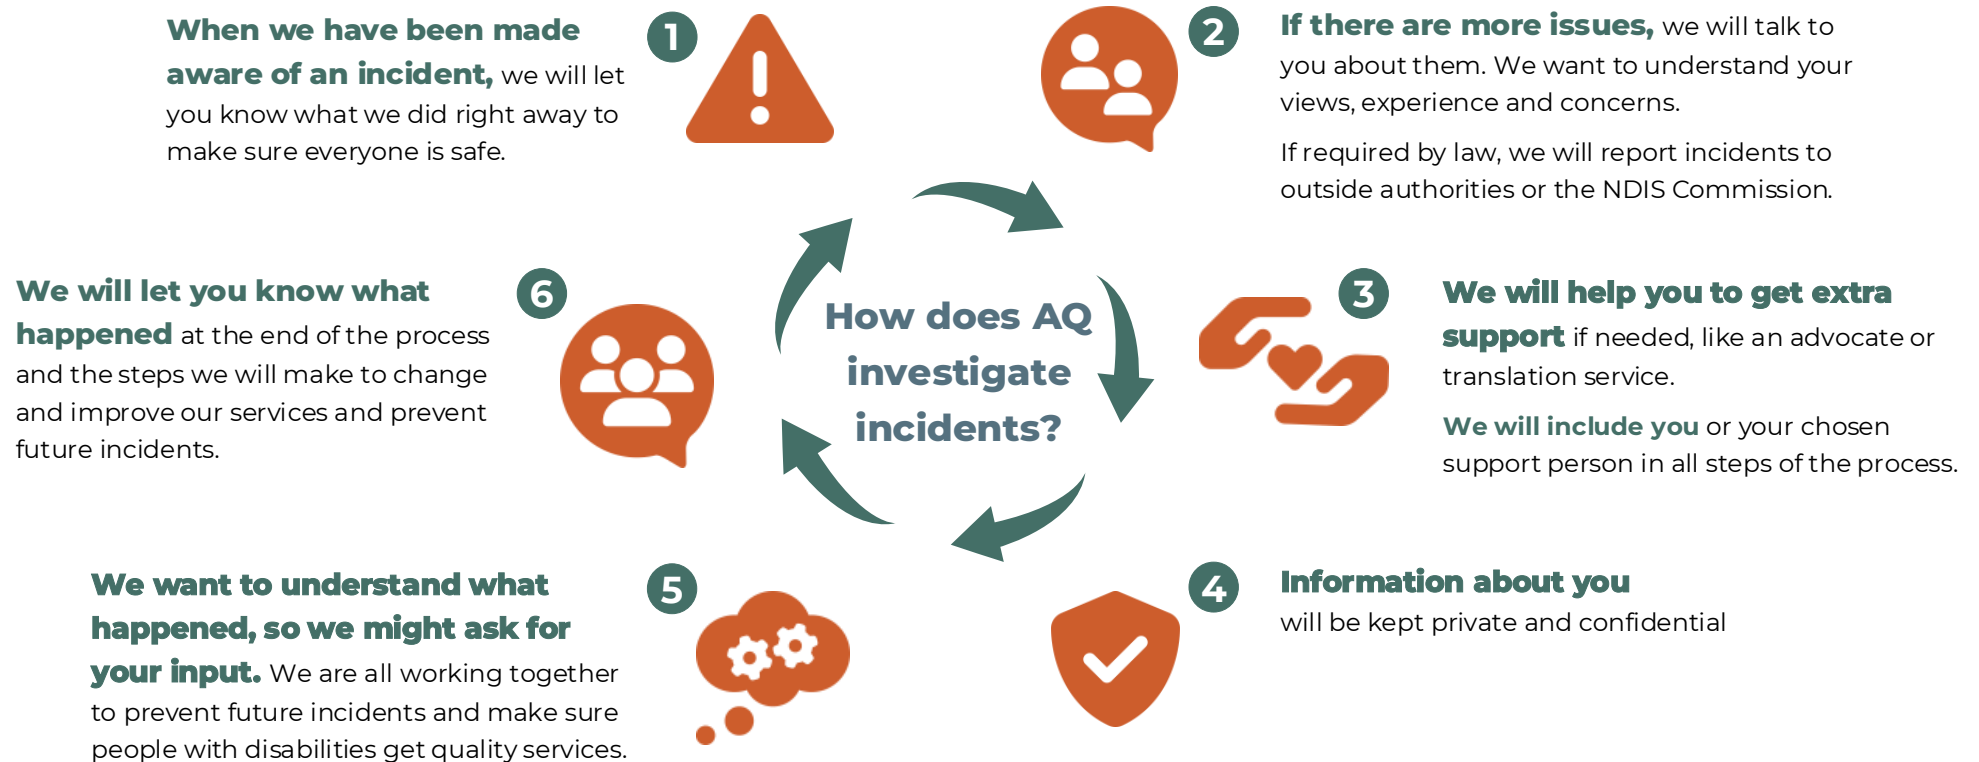 How does AQ
investigate
incidents?
1
When we have been made
aware of an incident, we will let
you know what we did right away to
make sure everyone is safe.
2
If there are more issues, we will talk to
you about them. We want to understand your
views, experience and concerns.
If required by law, we will report incidents to
outside authorities or the NDIS Commission.
3
We will help you to get extra
support if needed, like an advocate or
translation service.
We will include you or your chosen
support person in all steps of the process.
4
Information about you
will be kept private and confidential
5
We want to understand what
happened, so we might ask for
your input. We are all working together
to prevent future incidents and make sure
people with disabilities get quality services.
6
We will let you know what
happened at the end of the process
and the steps we will make to change
and improve our services and prevent
future incidents.